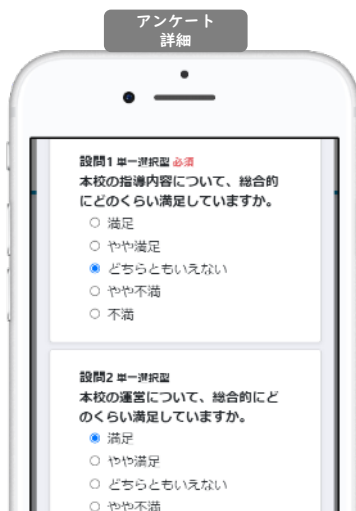 アンケート
詳細
設問1 単一選択型 必須
本校の指導内容について、総合的
にどのくらい満足していますか。
満足
やや満足
どちらともいえない
やや不満
不満
設問2 単一選択型
本校の運営について、総合的にど
のくらい満足していますか。
満足
やや満足
どちらともいえない
やや不満